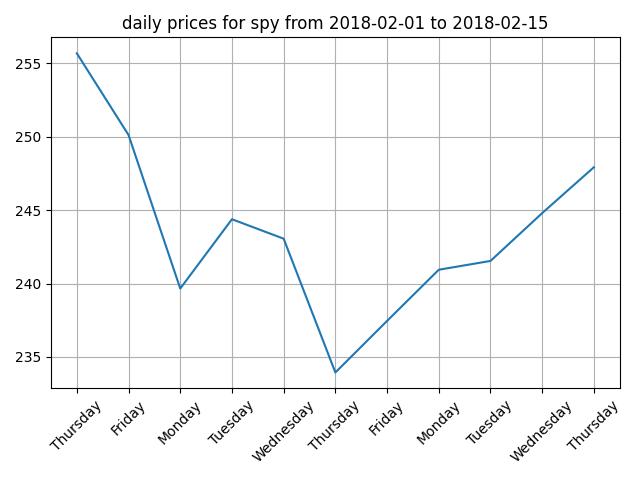 daily prices for spy from 2018-02-01 to 2018-02-15
255
250
245
240
235
Thursday
Friday
Monday
Tuesday
Wednesday
Thursday
Friday
Monday
Tuesday
Wednesday
Thursday